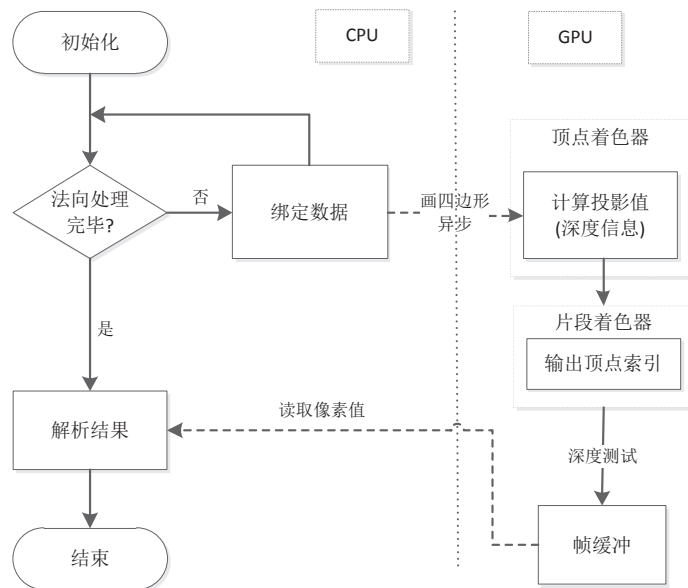 初始化
CPU
GPU
顶点着色器
法向处理
完毕?
否
绑定数据
画四边形
异步
计算投影值
(深度信息)
是
片段着色器
输出顶点索引
解析结果
读取像素值
深度测试
结束
帧缓冲